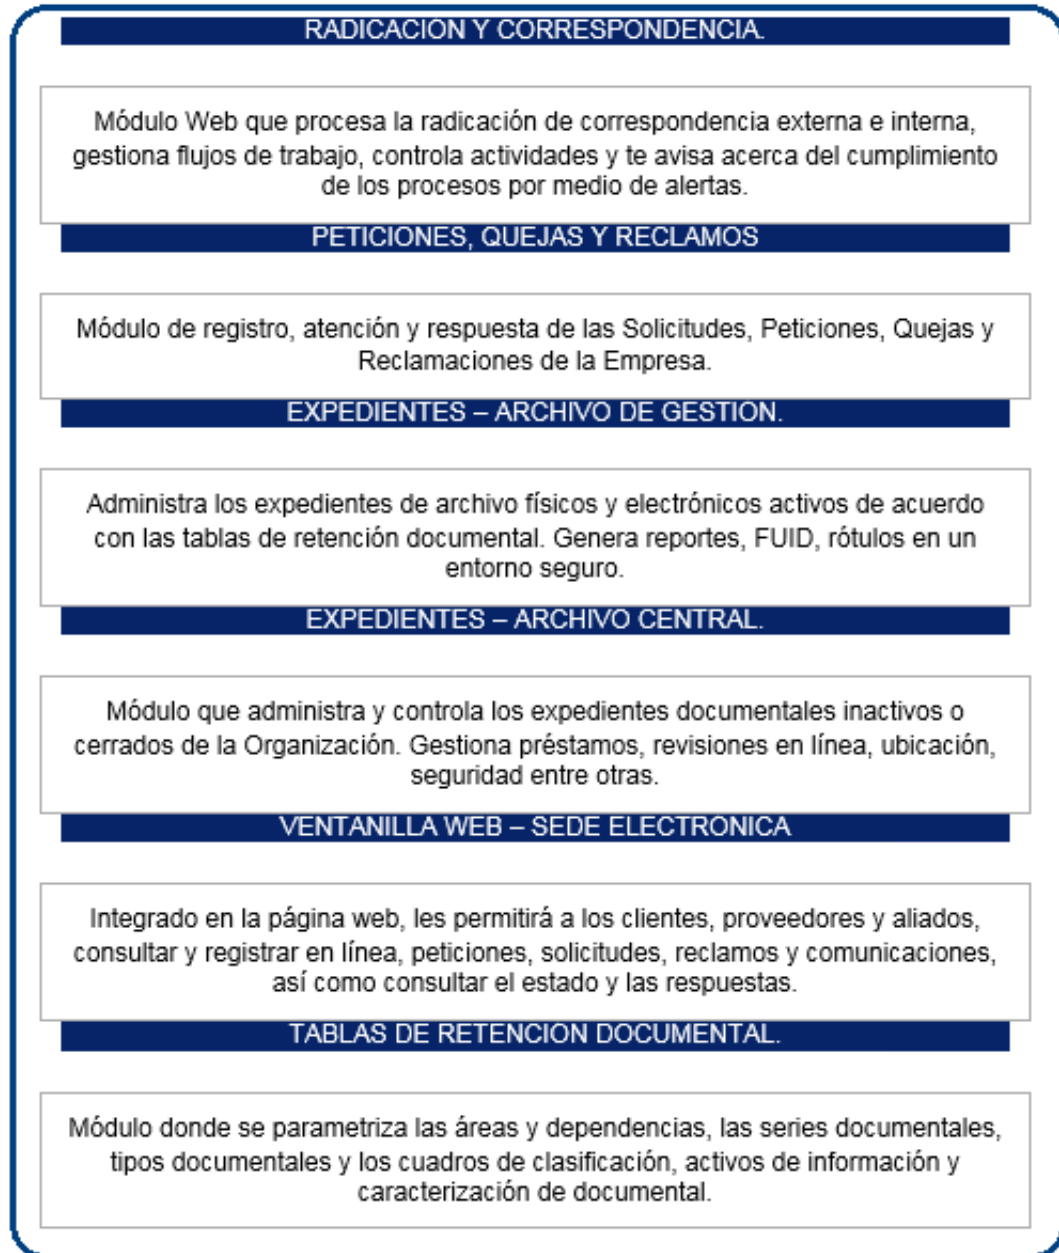 RADICACIÓN Y CORRESPONDENCIA.
Módulo Web que procesa la radicación de correspondencia externa e interna,
gestiona flujos de trabajo, controla actividades y te avisa acerca del cumplimiento
de los procesos por medio de alertas.
PETICIONES, QUEJAS Y RECLAMOS
Módulo de registro, atención y respuesta de las Solicitudes, Peticiones, Quejas y
Reclamaciones de la Empresa.
EXPEDIENTES – ARCHIVO DE GESTIÓN.
Administra los expedientes de archivo físicos y electrónicos activos de acuerdo
con las tablas de retención documental. Genera reportes, FUID, rótulos en un
entorno seguro.
EXPEDIENTES – ARCHIVO CENTRAL.
Módulo que administra y controla los expedientes documentales inactivos o
cerrados de la Organización. Gestiona préstamos, revisiones en línea, ubicación,
seguridad entre otras.
VENTANILLA WEB – SEDE ELECTRÓNICA
Integrado en la página web, les permitirá a los clientes, proveedores y aliados,
consultar y registrar en línea, peticiones, solicitudes, reclamos y comunicaciones,
así como consultar el estado y las respuestas.
TABLAS DE RETENCIÓN DOCUMENTAL.
Módulo donde se parametriza las áreas y dependencias, las series documentales,
tipos documentales y los cuadros de clasificación, activos de información y
caracterización de documental.